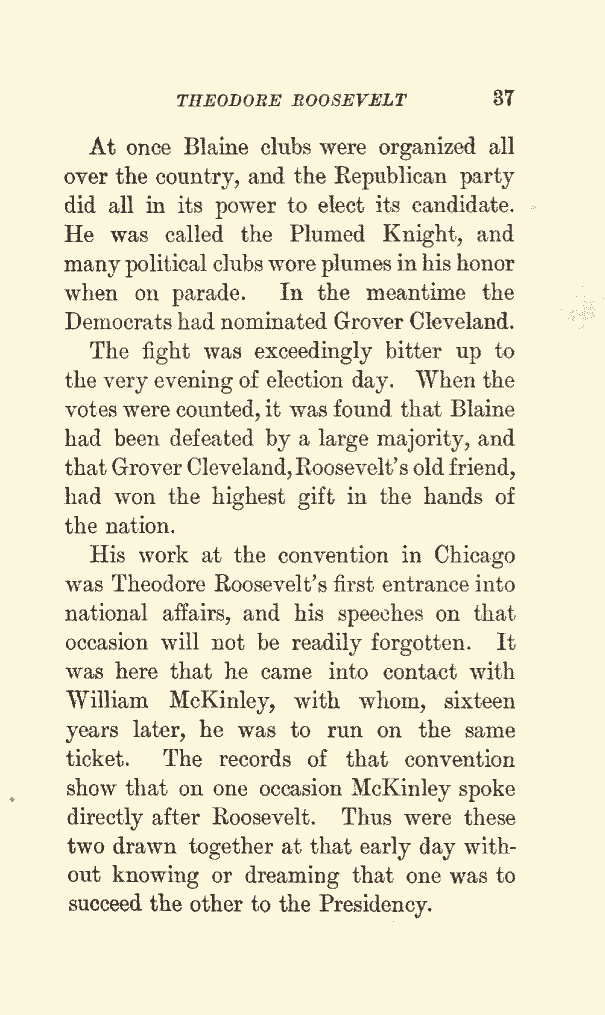 THEODORE ROOSEVELT 37
At once Blaine clubs were organized all
over the country, and the Republican party
did all in its power to elect its candidate.
He was called the Plumed Knight, and
many political clubs wore plumes in his honor
when on parade. In the meantime the
Democrats had nominated Grover Cleveland.
The fight was exceedingly bitter up to
the very evening of election day. When the
votes were counted, it was found that Blaine
had been defeated by a large majority, and
that Grover Cleveland, Roosevelt's old friend,
had won the highest gift in the hands of
the nation.
His work at the convention in Chicago
was Theodore Roosevelt's first entrance into
national affairs, and his speeches on that
occasion will not be readily forgotten. It
was here that he came into contact with
William McKinley, with whom, sixteen
years later, he was to run on the same
ticket. The records of that convention
show that on one occasion McKinley spoke
directly after Roosevelt. Thus were these
two drawn together at that early day with-
out knowing or dreaming that one was to
succeed the other to the Presidency.